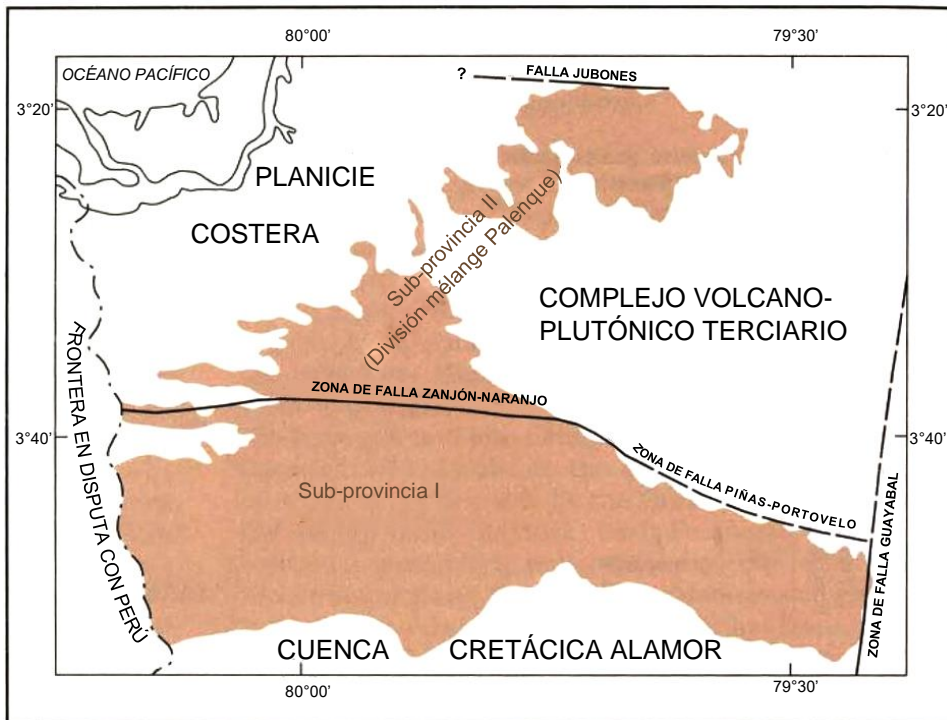 80°00'
79°30'
OCÉANO PACÍFICO
?
FALLA JUBONES
3°20'
3°20'
PLANICIE
COSTERA
Sub-provincia II
(División mélange Palenque)
COMPLEJO VOLCANO-
PLUTÓNICO TERCIARIO
FRONTERA EN DISPUTA CON PERÚ
ZONA DE FALLA ZANJÓN-NARANJO
3°40'
3°40'
ZONA DE FALLA PIÑAS-PORTOVELO
Sub-provincia I
ZONA DE FALLA GUAYABAL
CUENCA CRETÁCICA ALAMOR
80°00'
79°30'